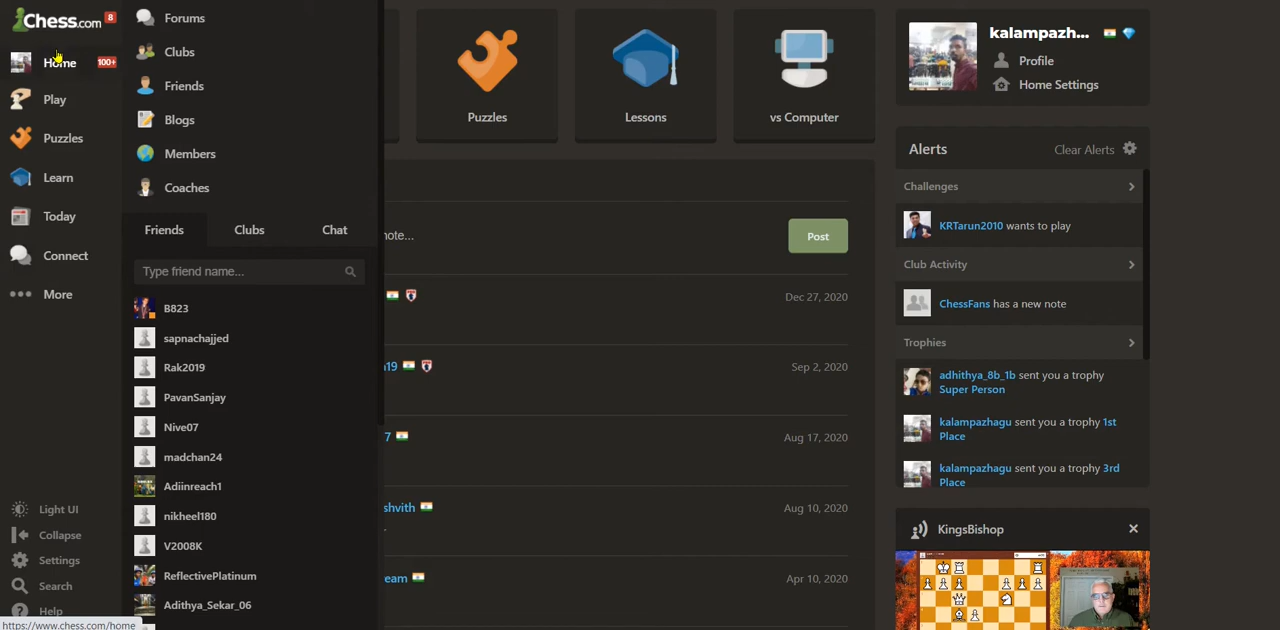 Chess.com 8
Home 100+
Play
Puzzles
Learn
Today
Connect
More
Light UI
Collapse
Settings
Search
Help
https://www.chess.com/home
Forums
Clubs
Friends
Blogs
Members
Coaches
Friends Clubs Chat
Type friend name...
B823
sapnachajjed
Rak2019
PavanSanjay
Nive07
madchan24
Adiinreach1
nikheel180
V2008K
ReflectivePlatinum
Adithya_Sekar_06
Puzzles
Lessons
vs Computer
note...
Post
Dec 27, 2020
19
Sep 2, 2020
7
Aug 17, 2020
shvith
Aug 10, 2020
eam
Apr 10, 2020
kalampazh...
Profile
Home Settings
Alerts
Clear Alerts
Challenges
KRTarun2010 wants to play
Club Activity
ChessFans has a new note
Trophies
adhithya_8b_1b sent you a trophy
Super Person
kalampazhagu sent you a trophy 1st
Place
kalampazhagu sent you a trophy 3rd
Place
KingsBishop